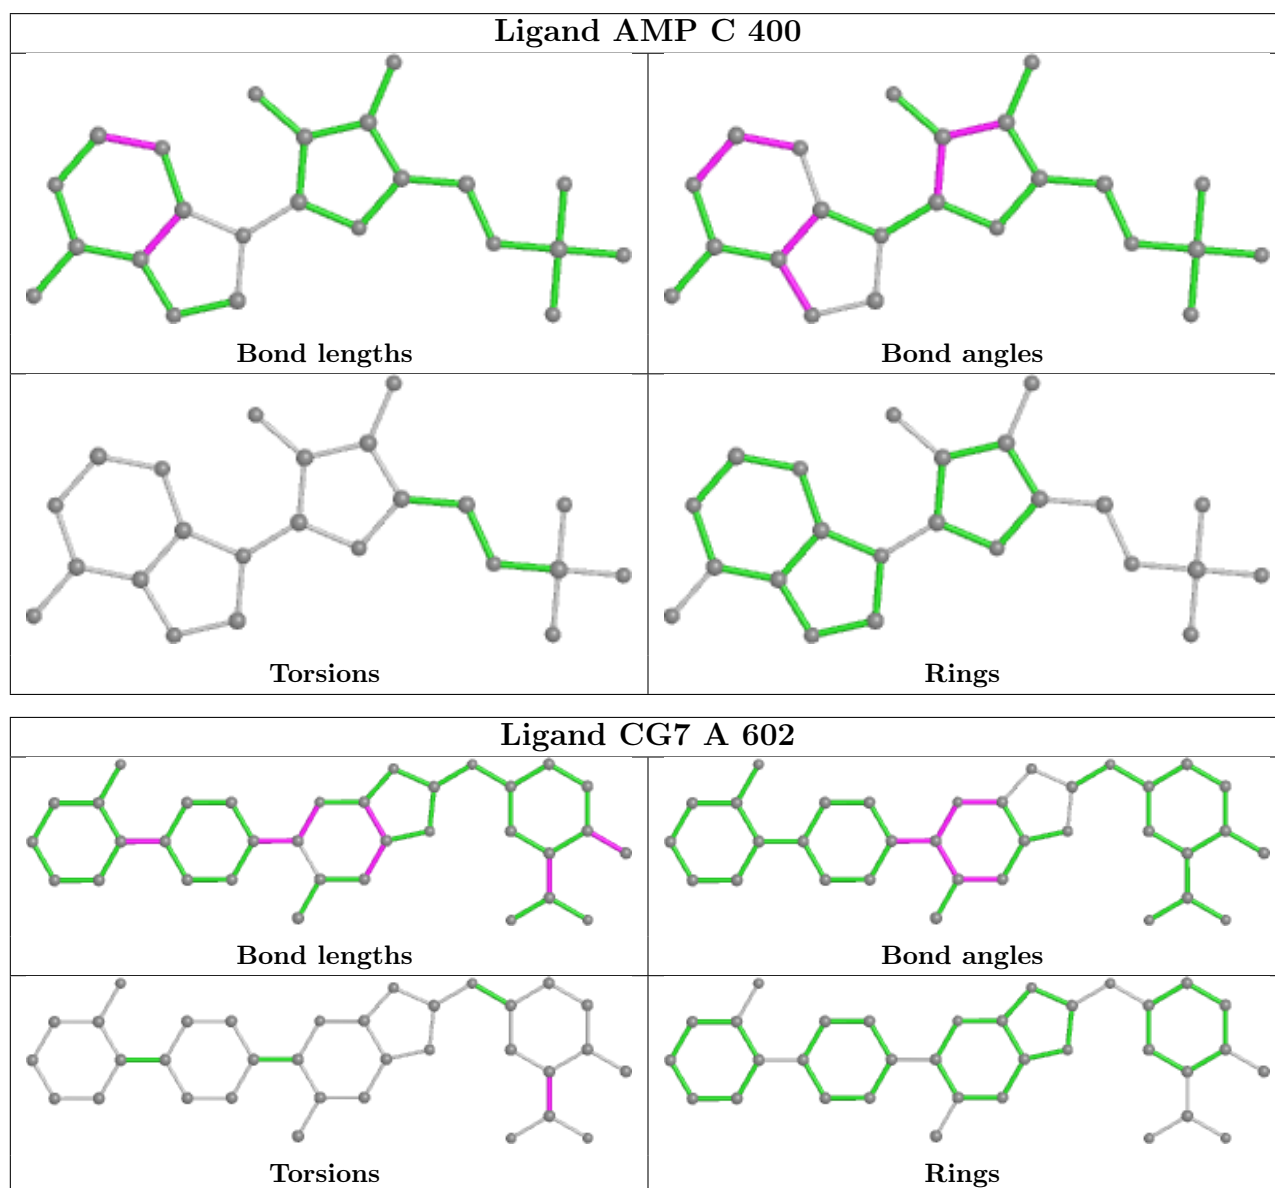 Ligand AMP C 400
Bond lengths
Bond angles
Torsions
Rings
Ligand CG7 A 602
Bond lengths
Bond angles
Torsions
Rings